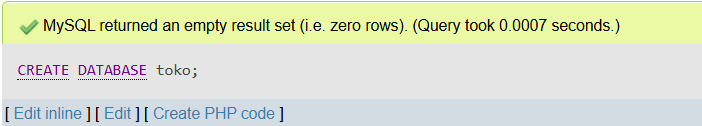 MySQL returned an empty result set (i.e. zero rows). (Query took 0.0007 seconds.)
CREATE DATABASE toko;
[ Edit inline ] [ Edit ] [ Create PHP code ]